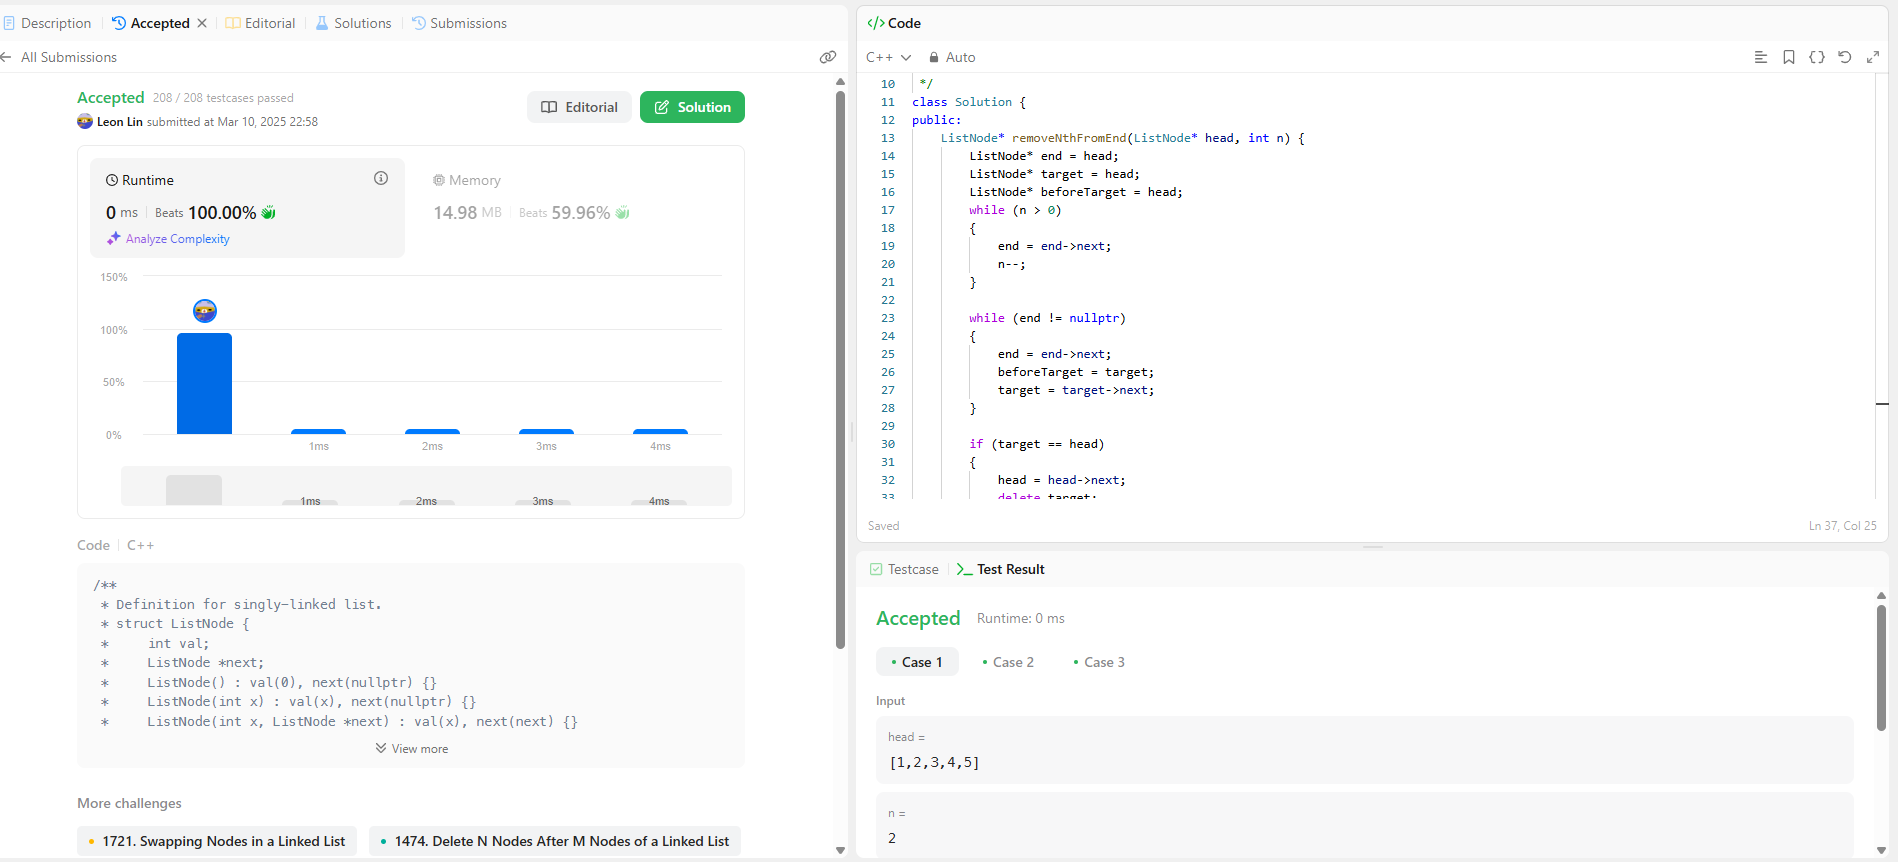 Description
Accepted
Editorial
Solutions
Submissions
All Submissions
Accepted 208 / 208 testcases passed
Leon Lin submitted at Mar 10, 2025 22:58
Editorial
Solution
Runtime
0 ms Beats 100.00%
Analyze Complexity
Memory
14.98 MB Beats 59.96%
150%
100%
50%
0%
1ms 2ms 3ms 4ms
1ms 2ms 3ms 4ms
Code C++
/**
* Definition for singly-linked list.
* struct ListNode {
*     int val;
*     ListNode *next;
*     ListNode() : val(0), next(nullptr) {}
*     ListNode(int x) : val(x), next(nullptr) {}
*     ListNode(int x, ListNode *next) : val(x), next(next) {}
View more
More challenges
1721. Swapping Nodes in a Linked List
1474. Delete N Nodes After M Nodes of a Linked List
</> Code
C++ Auto
10 */
11 class Solution {
12 public:
13     ListNode* removeNthFromEnd(ListNode* head, int n) {
14         ListNode* end = head;
15         ListNode* target = head;
16         ListNode* beforeTarget = head;
17         while (n > 0)
18         {
19             end = end->next;
20             n--;
21         }
22
23         while (end != nullptr)
24         {
25             end = end->next;
26             beforeTarget = target;
27             target = target->next;
28         }
29
30         if (target == head)
31         {
32             head = head->next;
33             delete target;
Saved
Ln 37, Col 25
Testcase
Test Result
Accepted Runtime: 0 ms
Case 1
Case 2
Case 3
Input
head =
[1,2,3,4,5]
n =
2